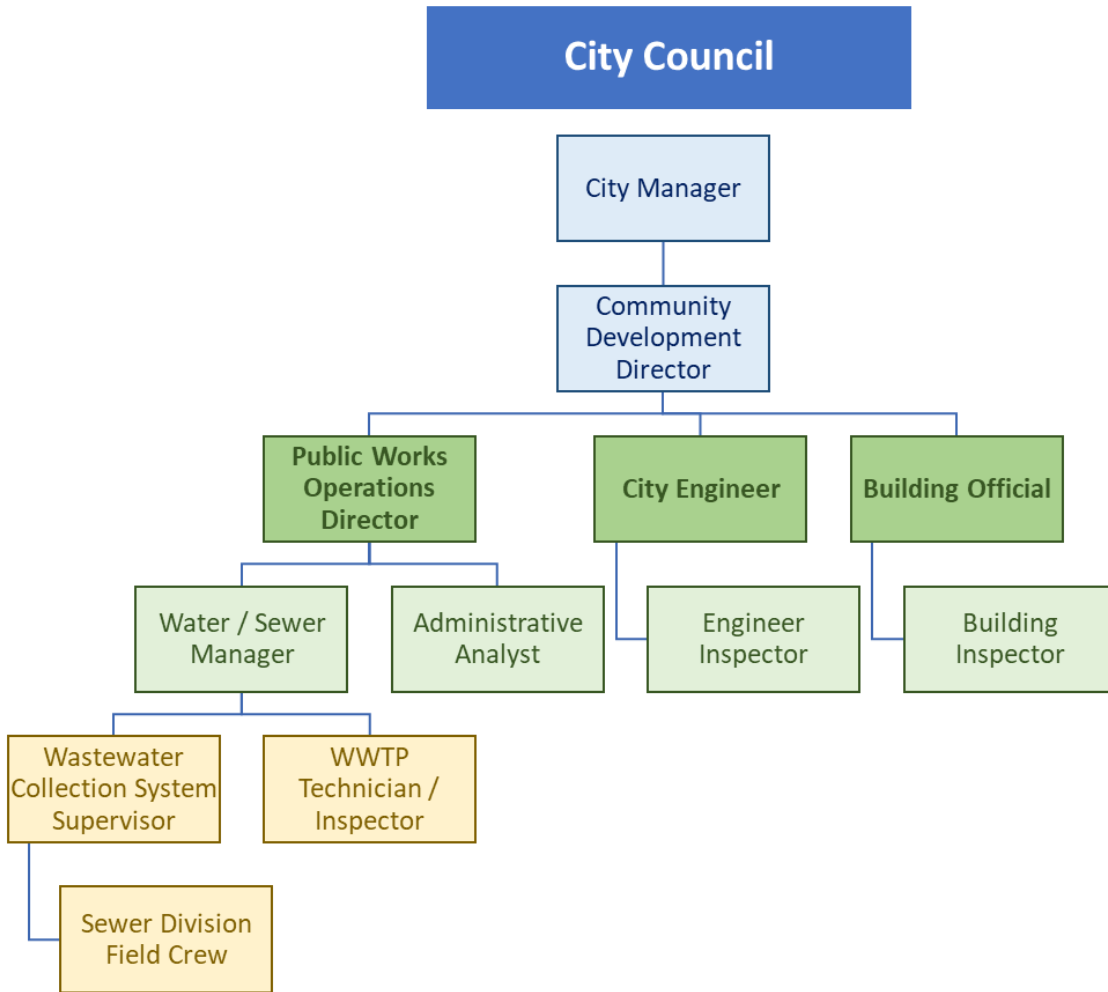 City Council
City Manager
Community
Development
Director
Public Works
Operations
Director
City Engineer
Building Official
Water / Sewer
Manager
Administrative
Analyst
Engineer
Inspector
Building
Inspector
Wastewater
Collection System
Supervisor
WWTP
Technician /
Inspector
Sewer Division
Field Crew